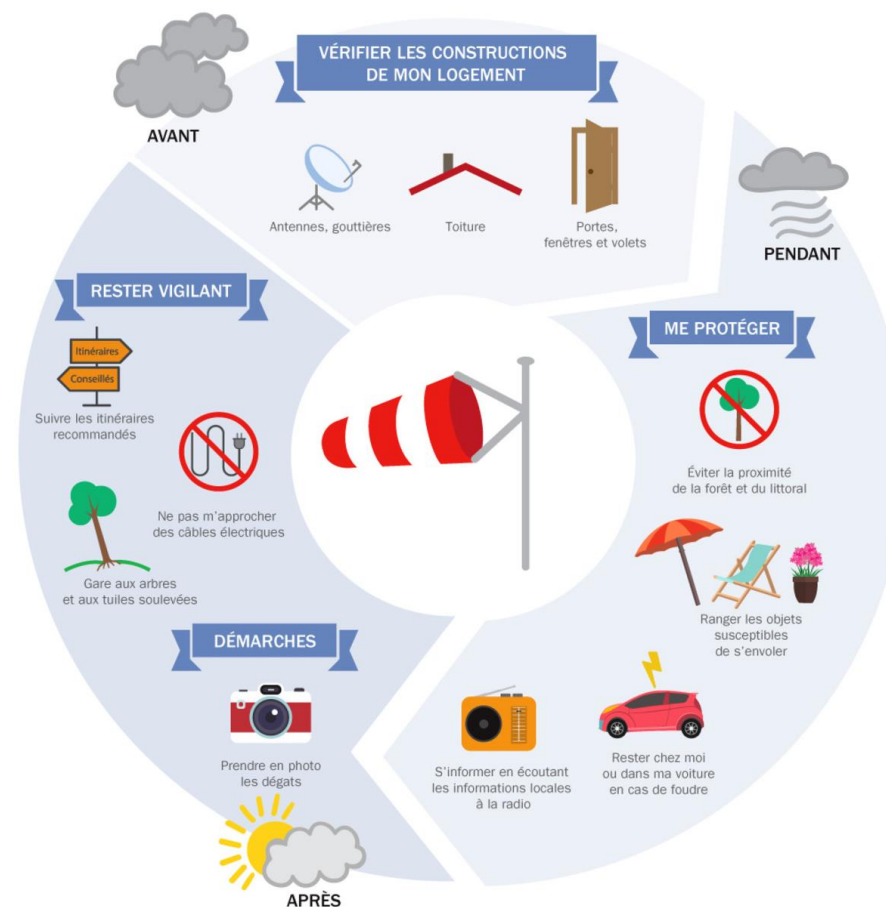 AVANT
VÉRIFIER LES CONSTRUCTIONS
DE MON LOGEMENT
Antennes, gouttières
Toiture
Portes,
fenêtres et volets
PENDANT
ME PROTÉGER
Éviter la proximité
de la forêt et du littoral
Ranger les objets
susceptibles
de s'envoler
Rester chez moi
ou dans ma voiture
en cas de foudre
S'informer en écoutant
les informations locales
à la radio
APRÈS
DÉMARCHES
Prendre en photo
les dégats
RESTER VIGILANT
Itinéraires
Conseillés
Suivre les itinéraires
recommandés
Ne pas m'approcher
des câbles électriques
Gare aux arbres
et aux tuiles soulevées